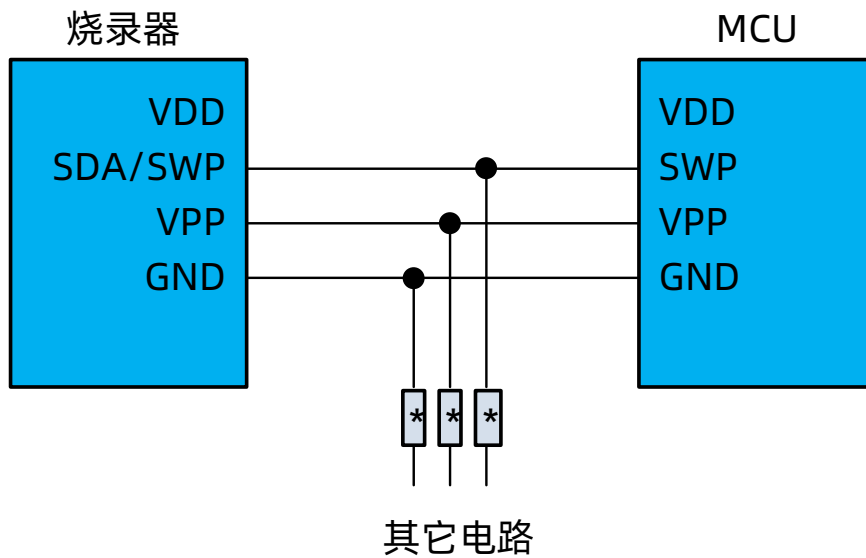 烧录器
MCU
VDD
SDA/SWP
VPP
GND
VDD
SWP
VPP
GND
* * *
其它电路